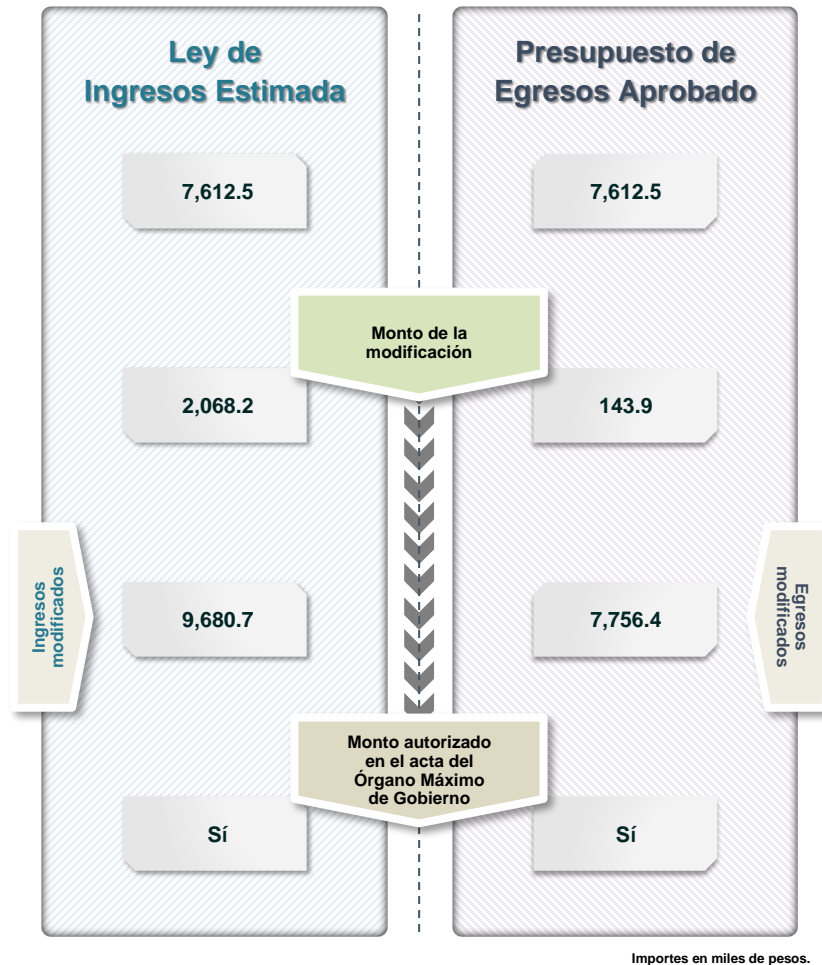 Ley de
Ingresos Estimada
Presupuesto de
Egresos Aprobado
7,612.5
7,612.5
Monto de la
modificación
2,068.2
143.9
Ingresos
modificados
9,680.7
7,756.4
Egresos
modificados
Monto autorizado
en el acta del
Órgano Máximo
de Gobierno
Sí
Sí
Importes en miles de pesos.